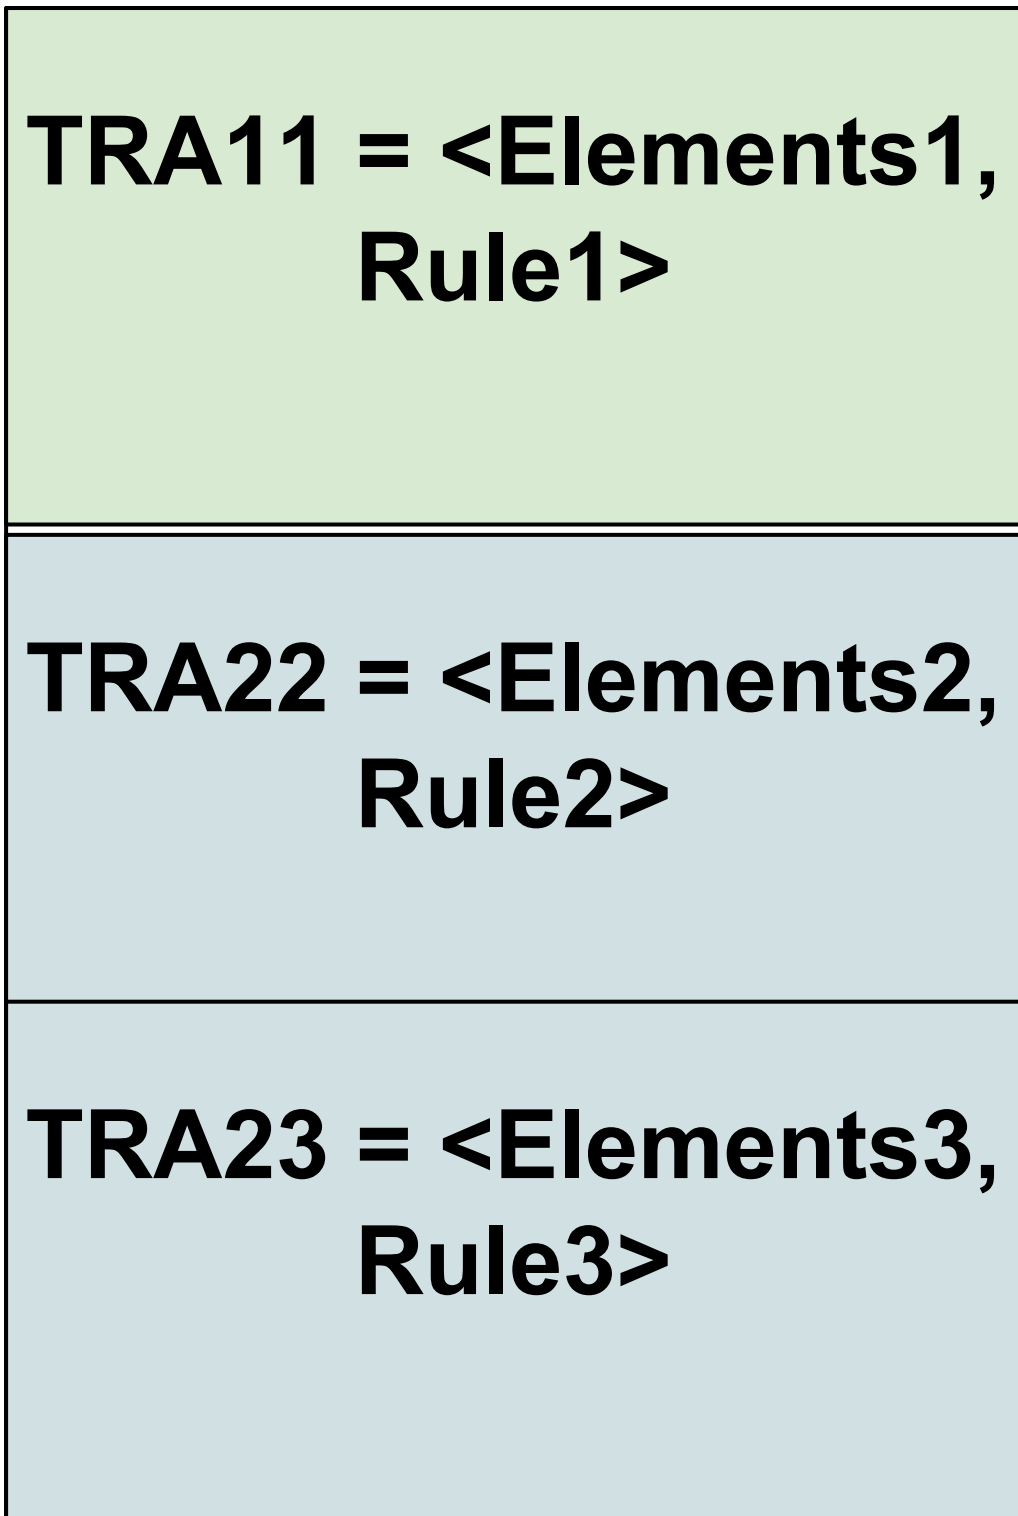 TRA11 = <Elements1,
Rule1>
TRA22 = <Elements2,
Rule2>
TRA23 = <Elements3,
Rule3>